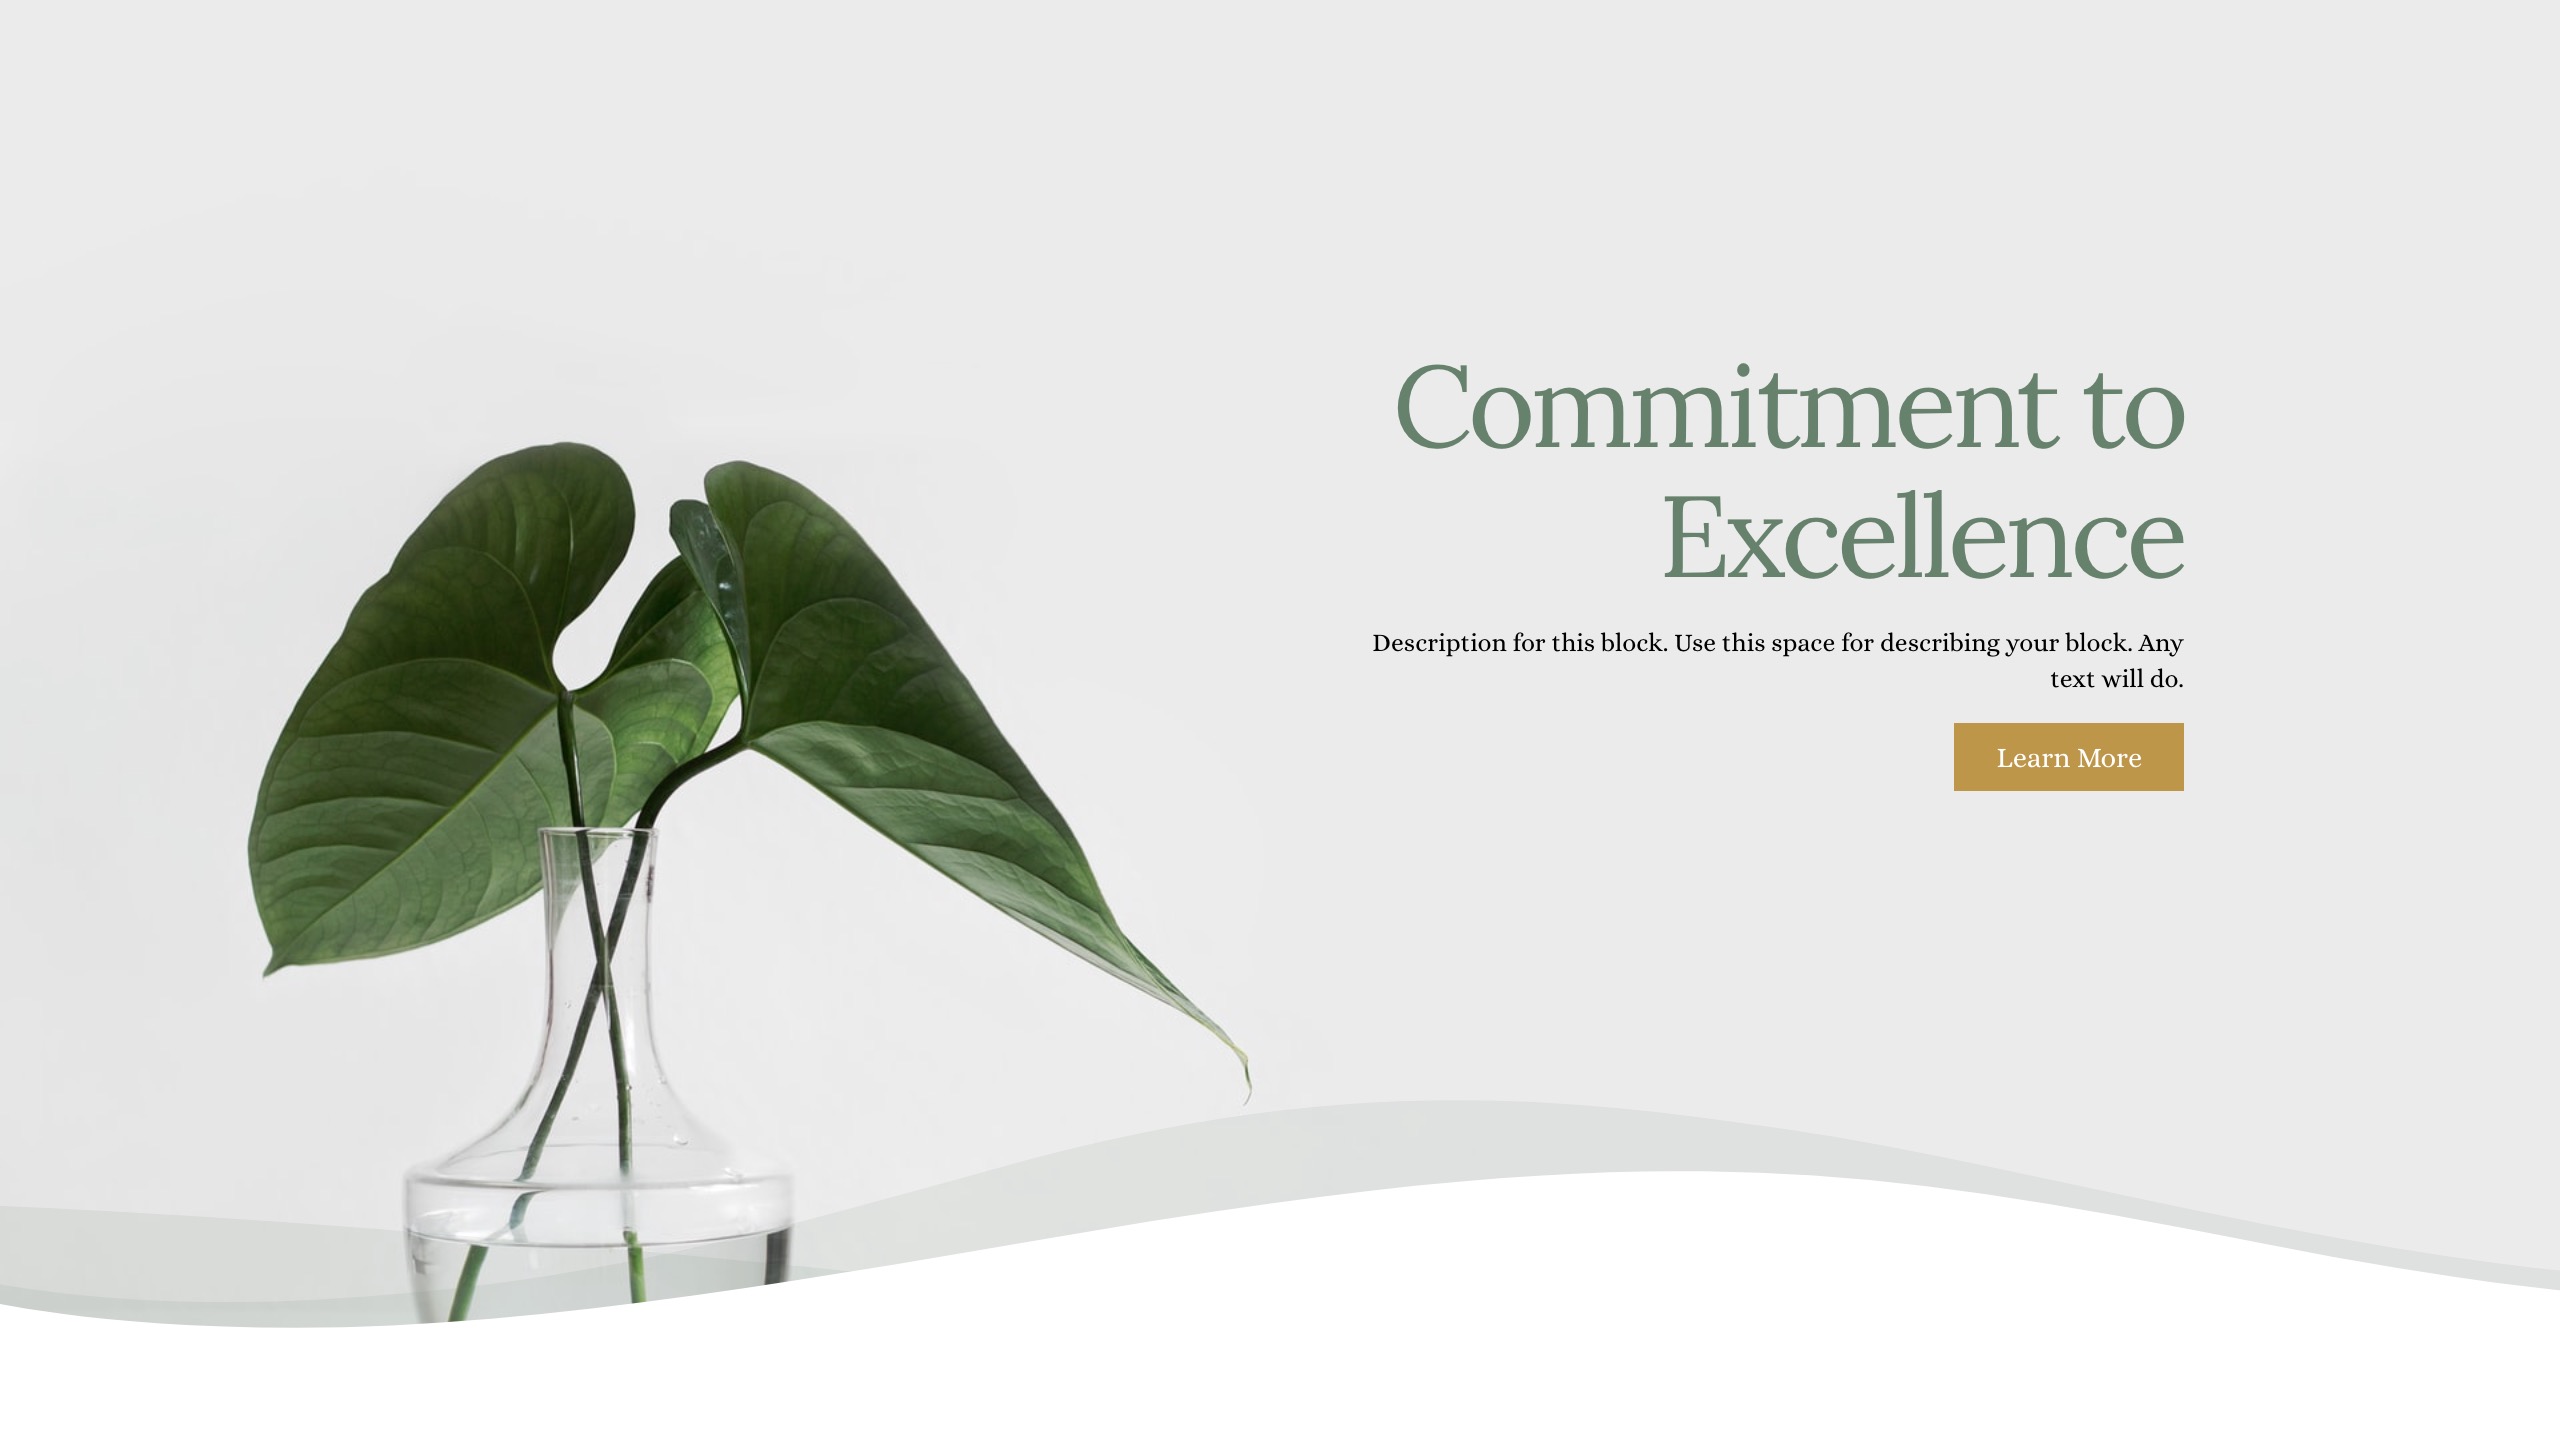 Commitment to
Excellence
Description for this block. Use this space for describing your block. Any
text will do.
Learn More